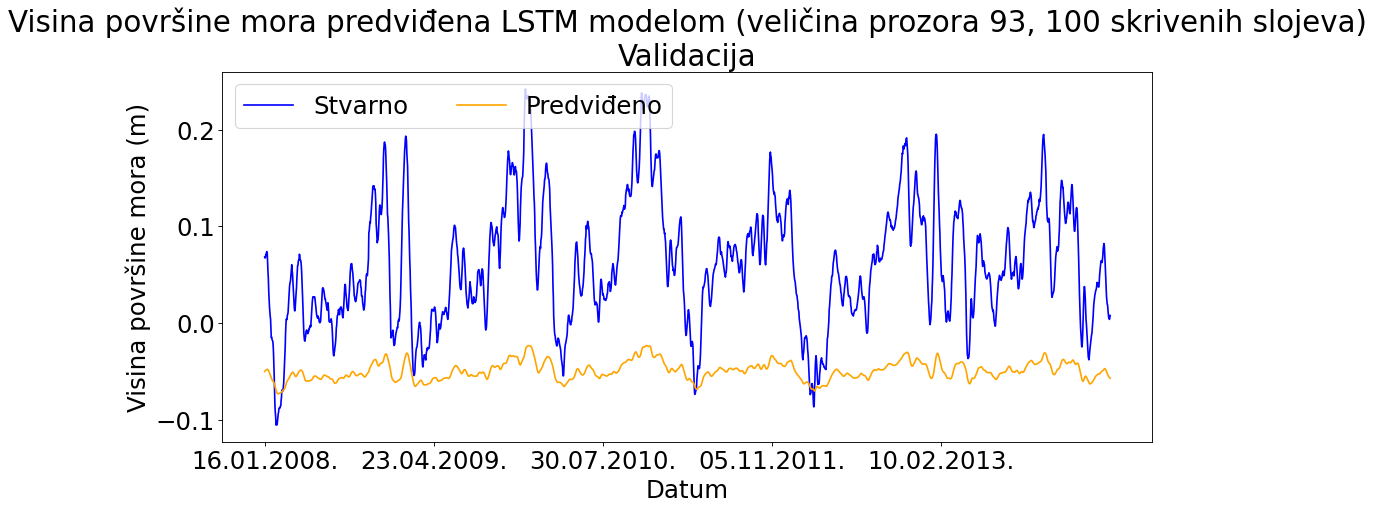 Visina površine mora predviđena LSTM modelom (veličina prozora 93, 100 skrivenih slojeva)
Validacija
Stvarno
Predviđeno
Visina površine mora (m)
0.2
0.1
0.0
−0.1
16.01.2008.
23.04.2009.
30.07.2010.
05.11.2011.
10.02.2013.
Datum